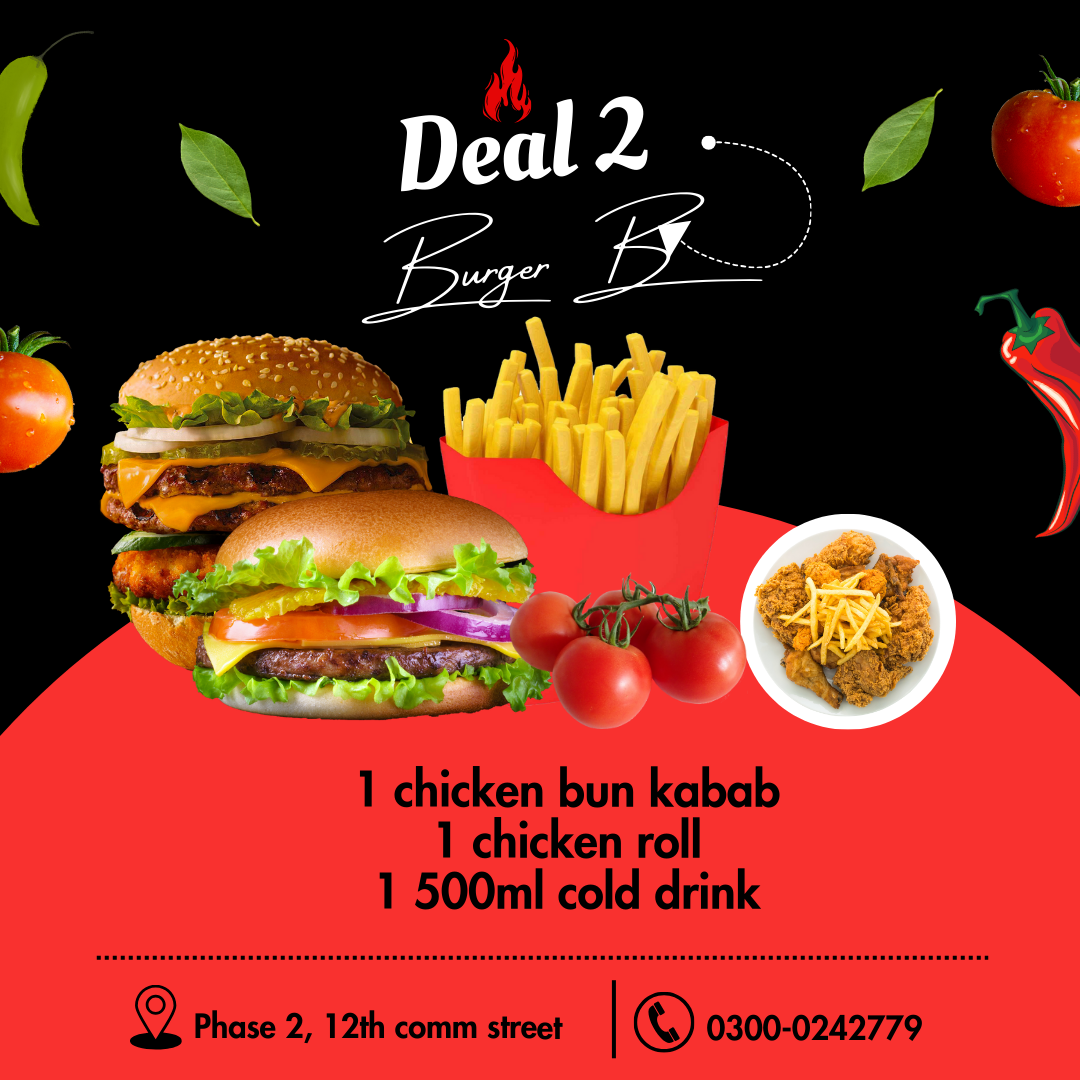 Deal 2
Burger B
1 chicken bun kabab
1 chicken roll
1 500ml cold drink
Phase 2, 12th comm street
0300-0242779